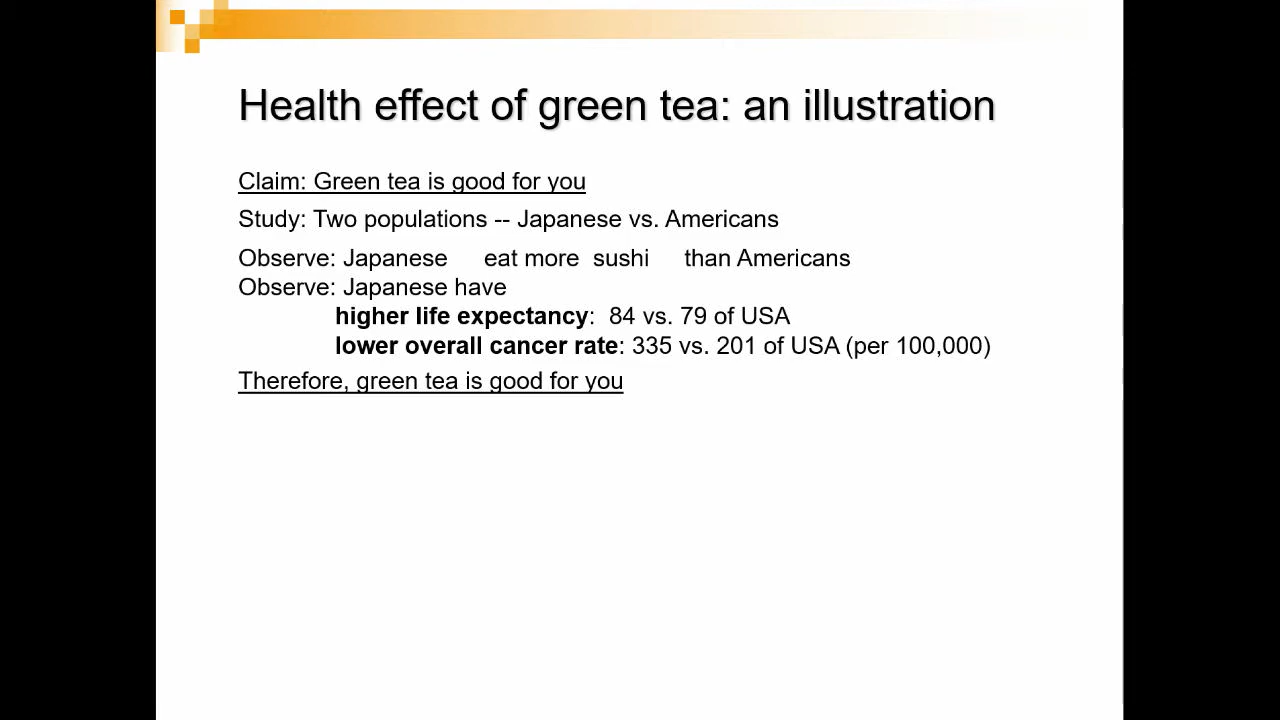 Health effect of green tea: an illustration
Claim: Green tea is good for you
Study: Two populations -- Japanese vs. Americans
Observe: Japanese eat more sushi than Americans
Observe: Japanese have
higher life expectancy: 84 vs. 79 of USA
lower overall cancer rate: 335 vs. 201 of USA (per 100,000)
Therefore, green tea is good for you